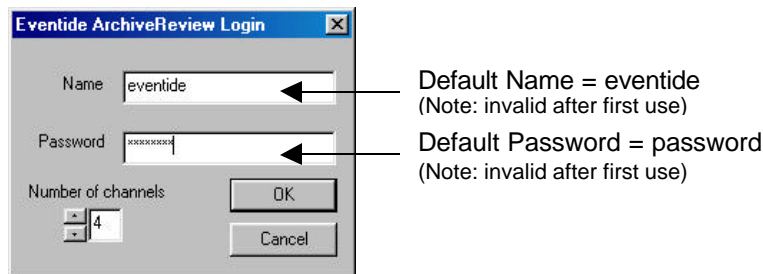 Eventide ArchiveReview Login
Name eventide
Default Name = eventide
(Note: invalid after first use)
Password ××××××××
Default Password = password
(Note: invalid after first use)
Number of channels
4
OK
Cancel